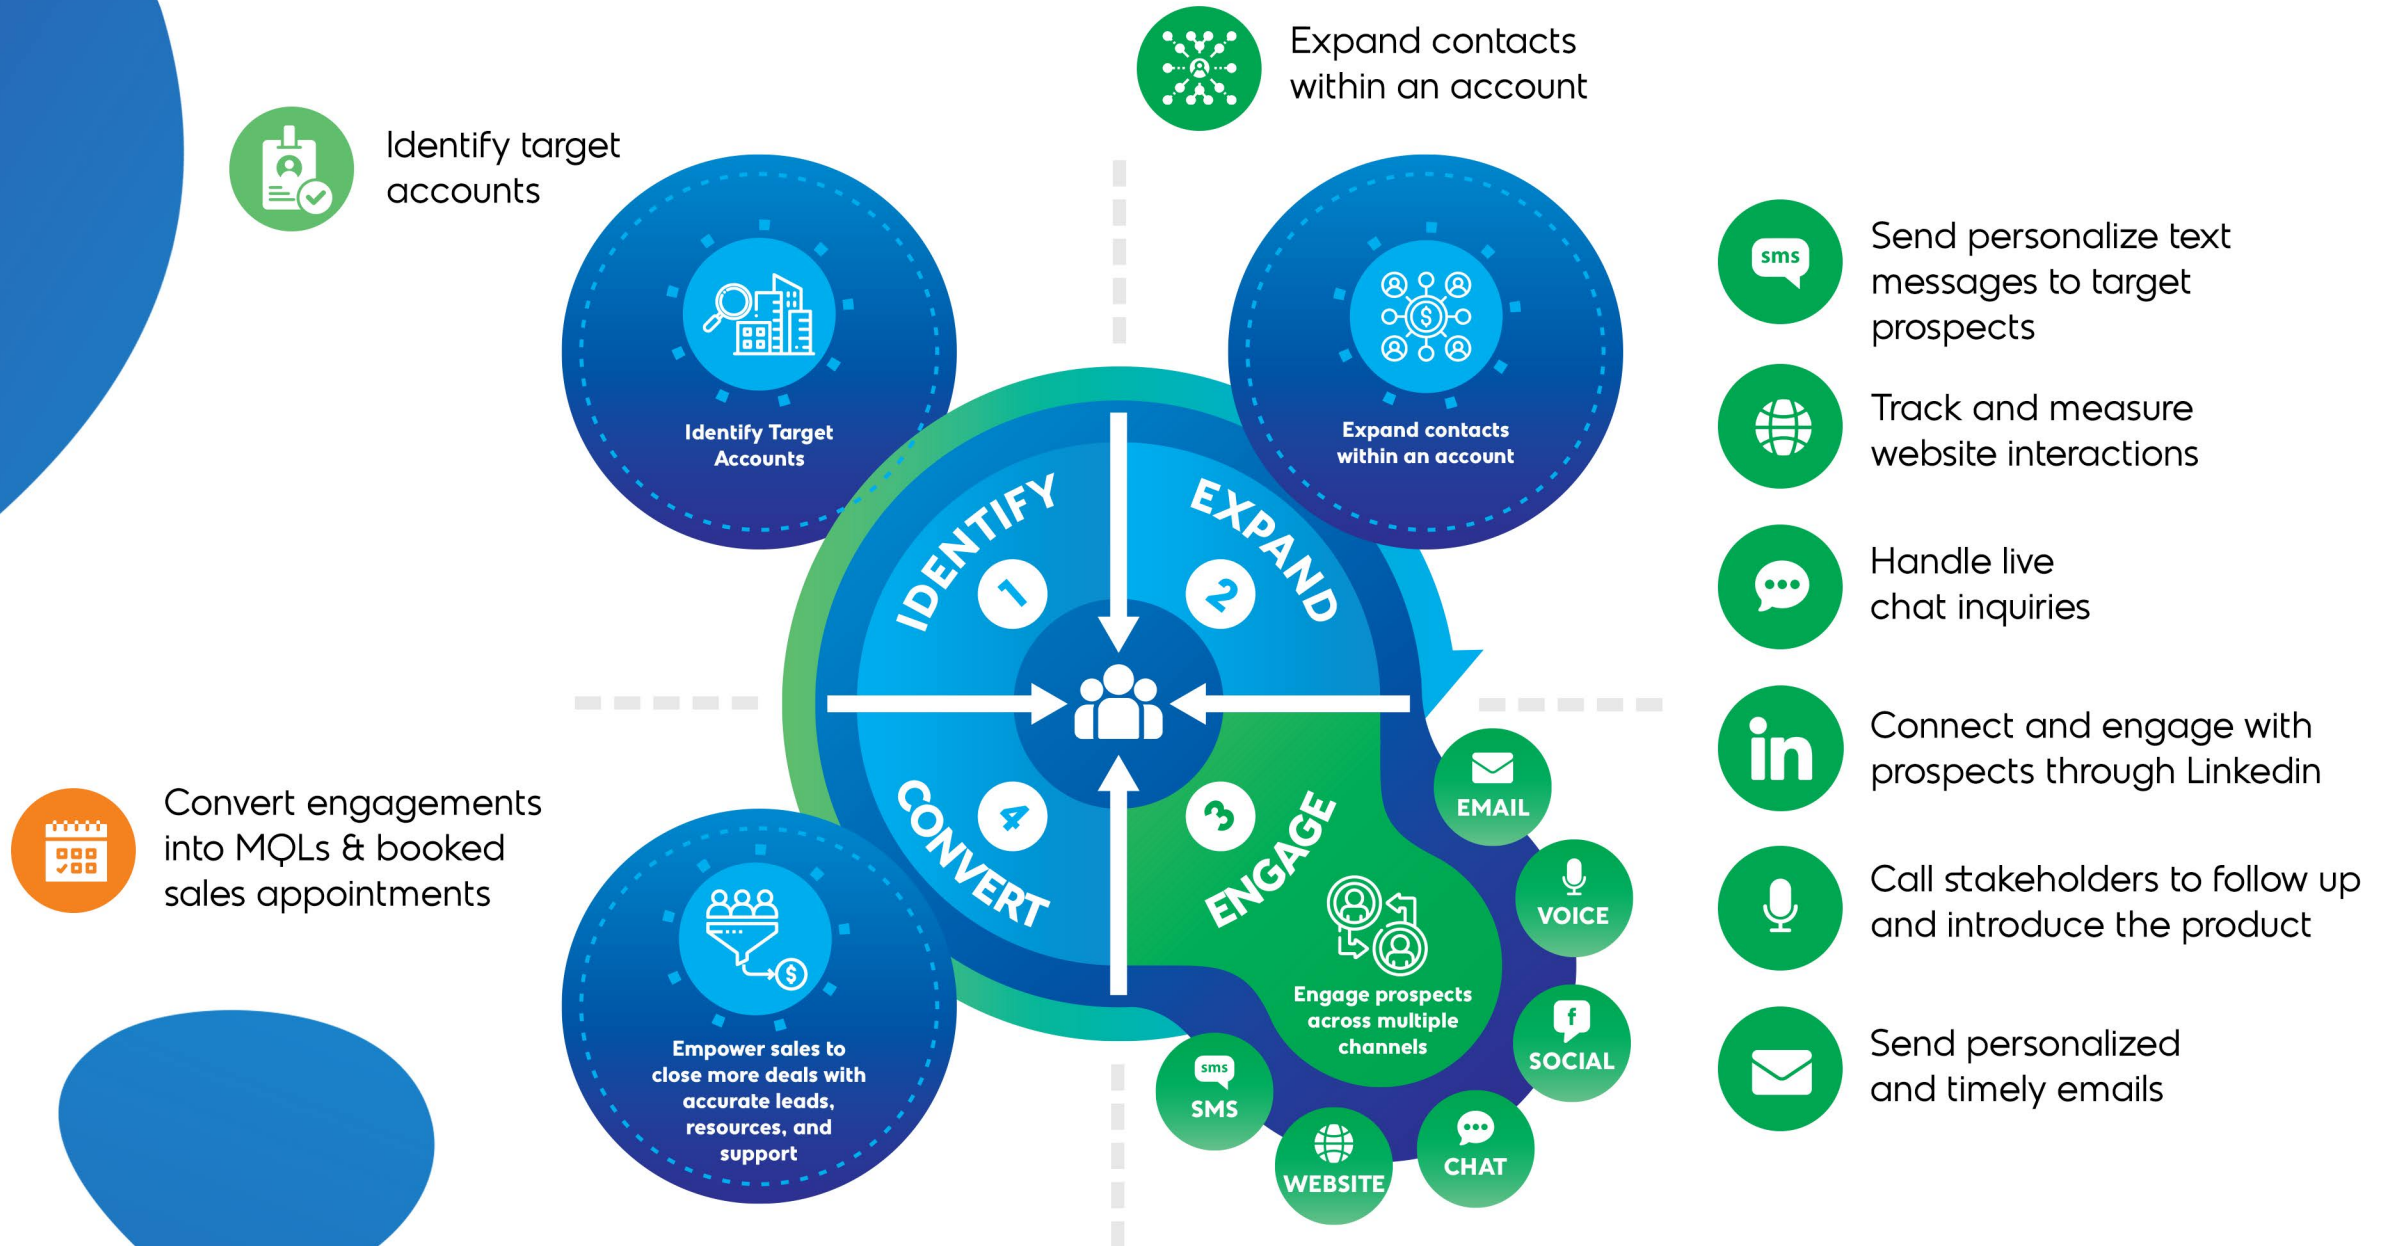 Expand contacts
within an account
Identify target
accounts
Identify Target
Accounts
Expand contacts
within an account
IDENTIFY
1
EXPAND
2
CONVERT
4
ENGAGE
3
Engage prospects
across multiple
channels
EMAIL
VOICE
f
SOCIAL
CHAT
WEBSITE
sms
SMS
Convert engagements
into MQLs & booked
sales appointments
$
$
Empower sales to
close more deals with
accurate leads,
resources, and
support
sms
Send personalize text
messages to target
prospects
Track and measure
website interactions
Handle live
chat inquiries
in
Connect and engage with
prospects through Linkedin
Call stakeholders to follow up
and introduce the product
Send personalized
and timely emails